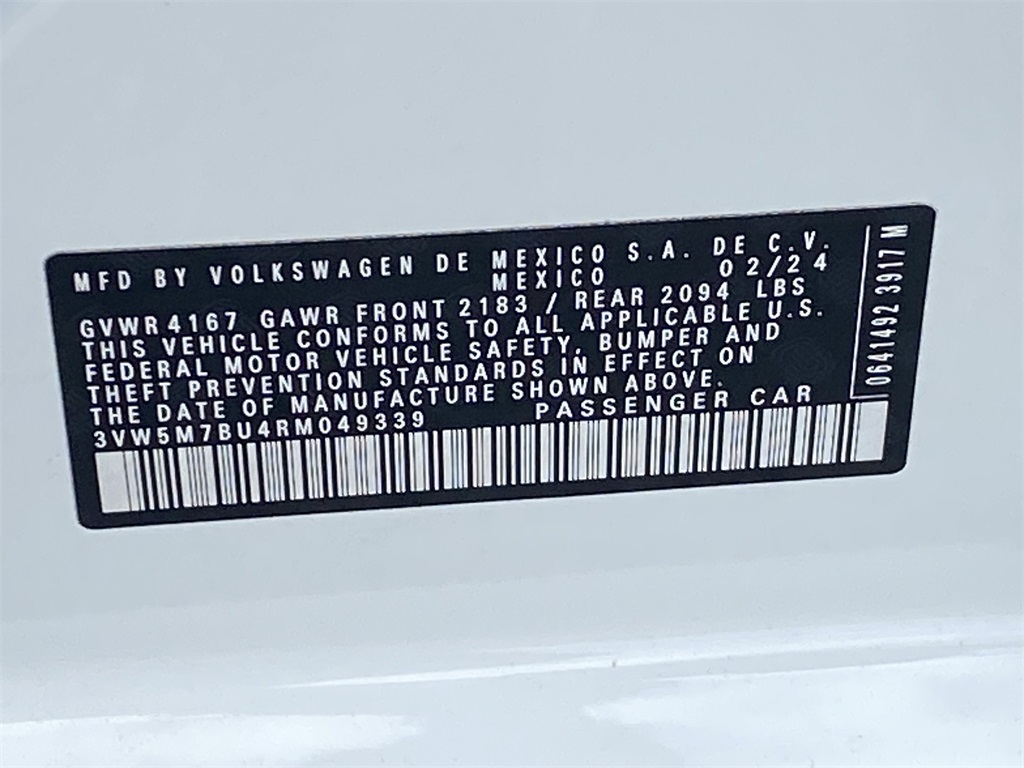 MFD BY VOLKSWAGEN DE MEXICO S.A. DE C.V.
MEXICO 02/24
GVWR 4167 GAWR FRONT 2183 / REAR 2094 LBS
THIS VEHICLE CONFORMS TO ALL APPLICABLE U.S.
FEDERAL MOTOR VEHICLE SAFETY, BUMPER AND
THEFT PREVENTION STANDARDS IN EFFECT ON
THE DATE OF MANUFACTURE SHOWN ABOVE.
3VW5M7BU4RM049339 PASSENGER CAR
0641492 3917 M